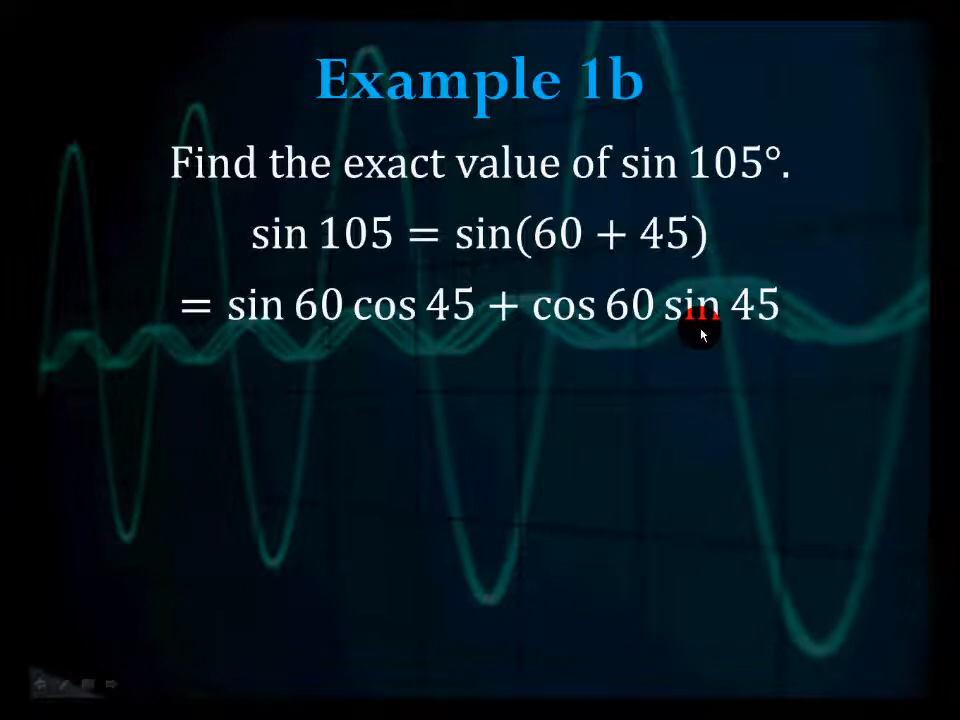 Example 1b
Find the exact value of sin 105°.
sin 105 = sin(60 + 45)
= sin 60 cos 45 + cos 60 sin 45